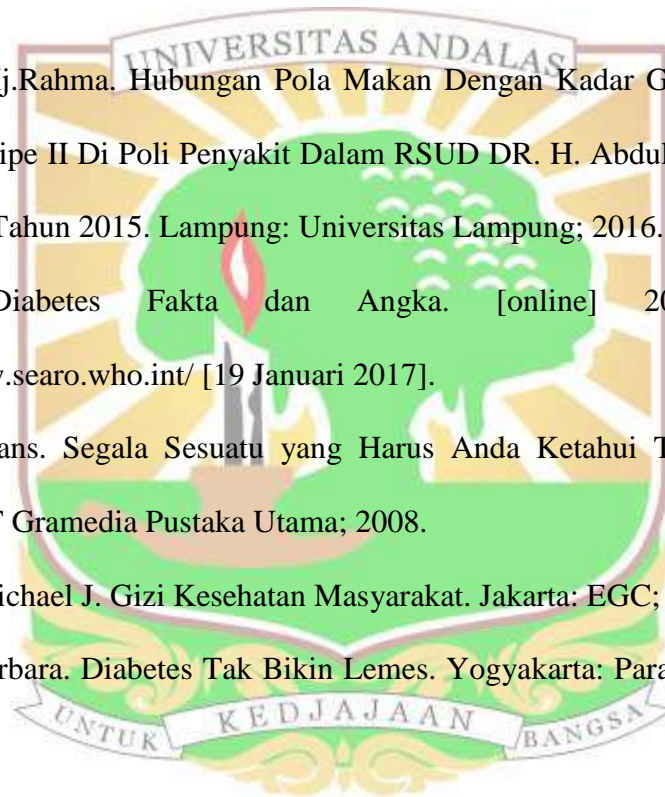 UNIVERSITAS ANDALAS
j.Rahma. Hubungan Pola Makan Dengan Kadar G
ipe II Di Poli Penyakit Dalam RSUD DR. H. Abdul
Tahun 2015. Lampung: Universitas Lampung; 2016.
Diabetes Fakta dan Angka. [online] 20
.searo.who.int/ [19 Januari 2017].
ans. Segala Sesuatu yang Harus Anda Ketahui T
Gramedia Pustaka Utama; 2008.
ichael J. Gizi Kesehatan Masyarakat. Jakarta: EGC;
rbara. Diabetes Tak Bikin Lemes. Yogyakarta: Para
UNTUK KEDJAJAAN BANGSA